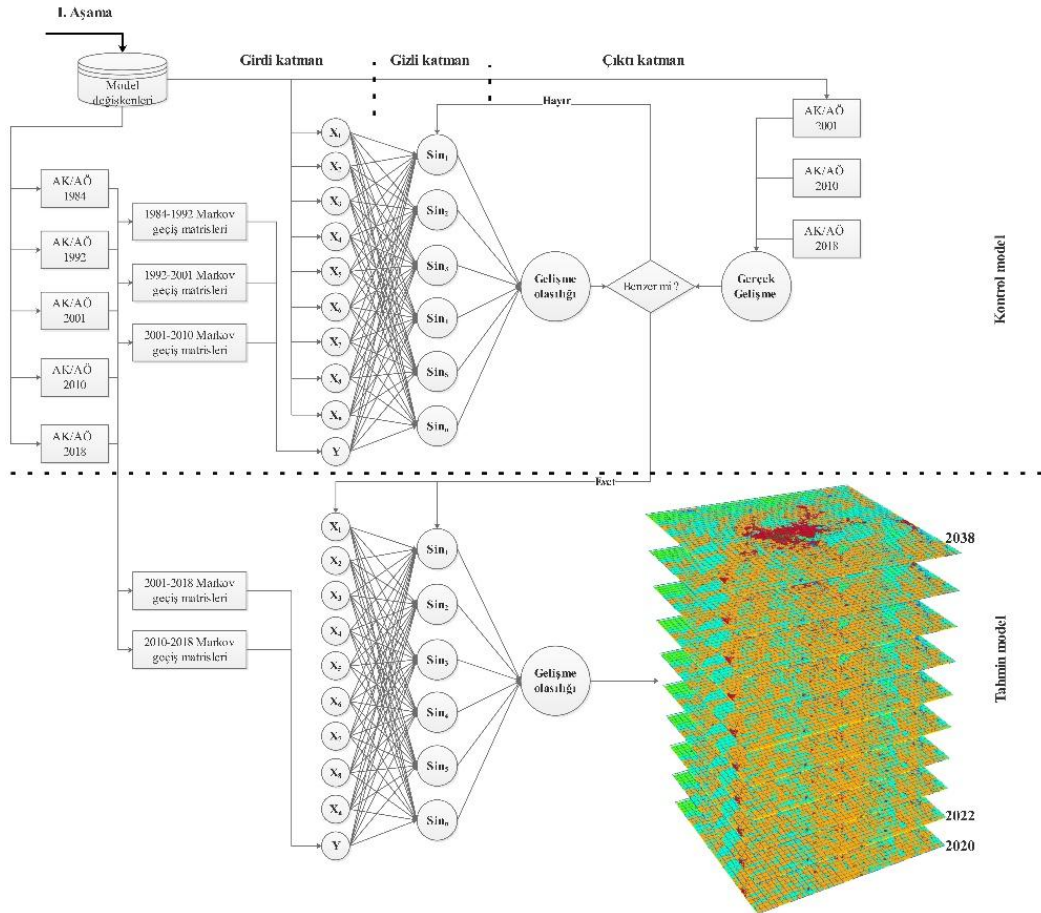 I. Aşama
Girdi katman
Gizli katman
Çıktı katman
Model
değişkenleri
Hayır
AK/AÖ
2001
AK/AÖ
2010
AK/AÖ
2018
AK/AÖ
1984
AK/AÖ
1992
AK/AÖ
2001
AK/AÖ
2010
AK/AÖ
2018
1984-1992 Markov
geçiş matrisleri
1992-2001 Markov
geçiş matrisleri
2001-2010 Markov
geçiş matrisleri
X1
X2
X3
X4
X5
X6
X7
X8
Xn
Y
Sin1
Sin2
Sin3
Sin4
Sin5
Sinn
Gelişme
olasılığı
Benzer mi?
Gerçek
Gelişme
Kontrol model
Evet
2001-2018 Markov
geçiş matrisleri
2010-2018 Markov
geçiş matrisleri
X1
X2
X3
X4
X5
X6
X7
X8
Xn
Y
Sin1
Sin2
Sin3
Sin4
Sin5
Sinn
Gelişme
olasılığı
2038
2022
2020
Tahmin model